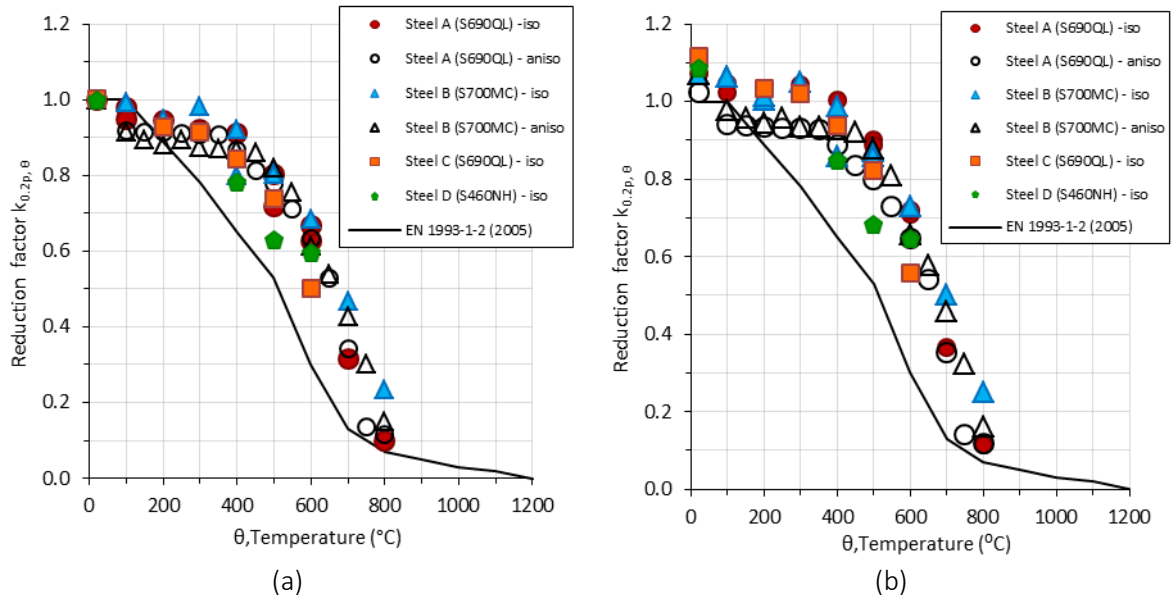 1.2
1.0
0.8
0.6
0.4
0.2
0.0
Reduction factor k0.2p, θ
0 200 400 600 800 1000 1200
θ,Temperature (°C)
Steel A (S690QL) -iso
Steel A (S690QL) - aniso
Steel B (S700MC) - iso
Steel B (S700MC) - aniso
Steel C (S690QL) - iso
Steel D (S460NH) - iso
EN 1993-1-2 (2005)
(a)
1.2
1.0
0.8
0.6
0.4
0.2
0.0
Reduction factor k0.2p, θ
0 200 400 600 800 1000 1200
θ,Temperature (⁰C)
Steel A (S690QL) -iso
Steel A (S690QL) - aniso
Steel B (S700MC) - iso
Steel B (S700MC) - aniso
Steel C (S690QL) - iso
Steel D (S460NH) - iso
EN 1993-1-2 (2005)
(b)